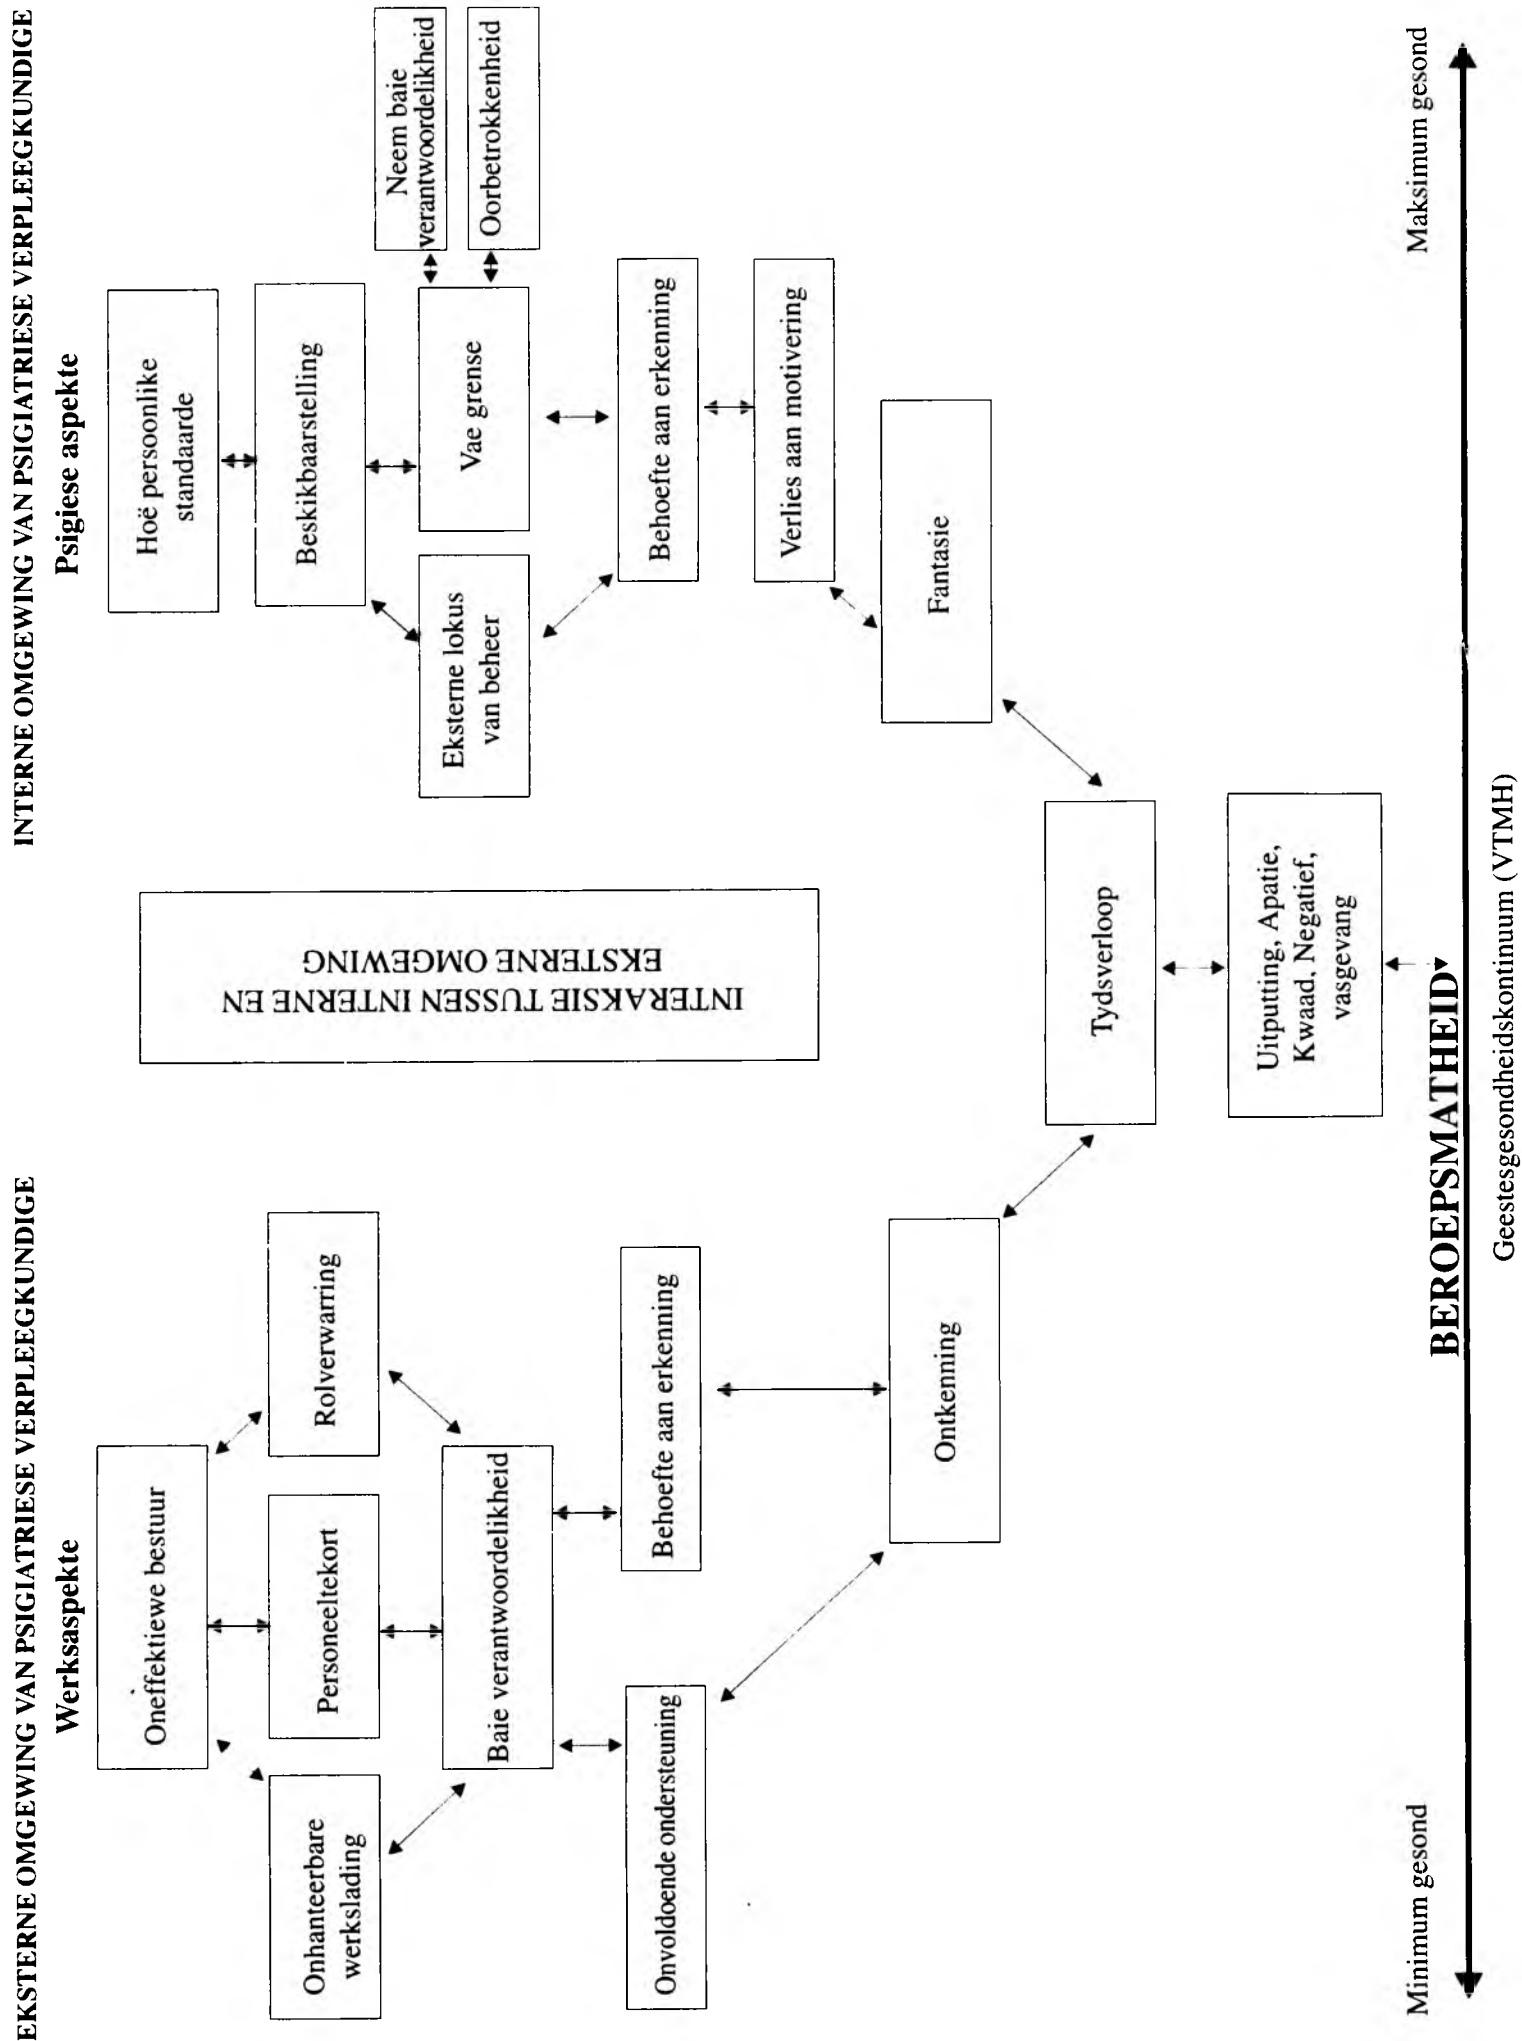 EKSTERNE OMGEWING VAN PSIGIATRIESE VERPLEEGKUNDIGE
Werksaspekte
Oneffektiewe bestuur
Onhanteerbare
werkslading
Personeeltekort
Rolverwarring
Baie verantwoordelikheid
Onvoldoende ondersteuning
Behoefte aan erkenning
Ontkenning
INTERAKSIE TUSSEN INTERNE EN
EKSTERNE OMGEWING
INTERNE OMGEWING VAN PSIGIATRIESE VERPLEEGKUNDIGE
Psigiese aspekte
Hoë persoonlike
standaarde
Beskikbaarstelling
Eksterne lokus
van beheer
Vae grense
Neem baie
verantwoordelikheid
Oorbetrokkenheid
Behoefte aan erkenning
Verlies aan motivering
Fantasie
Tydsverloop
Uitputting, Apatie,
Kwaad, Negatief,
vasgevang
Minimum gesond
BEROEPSMATHEID
Maksimum gesond
Geestesgesondheidskontinuum (VTMH)